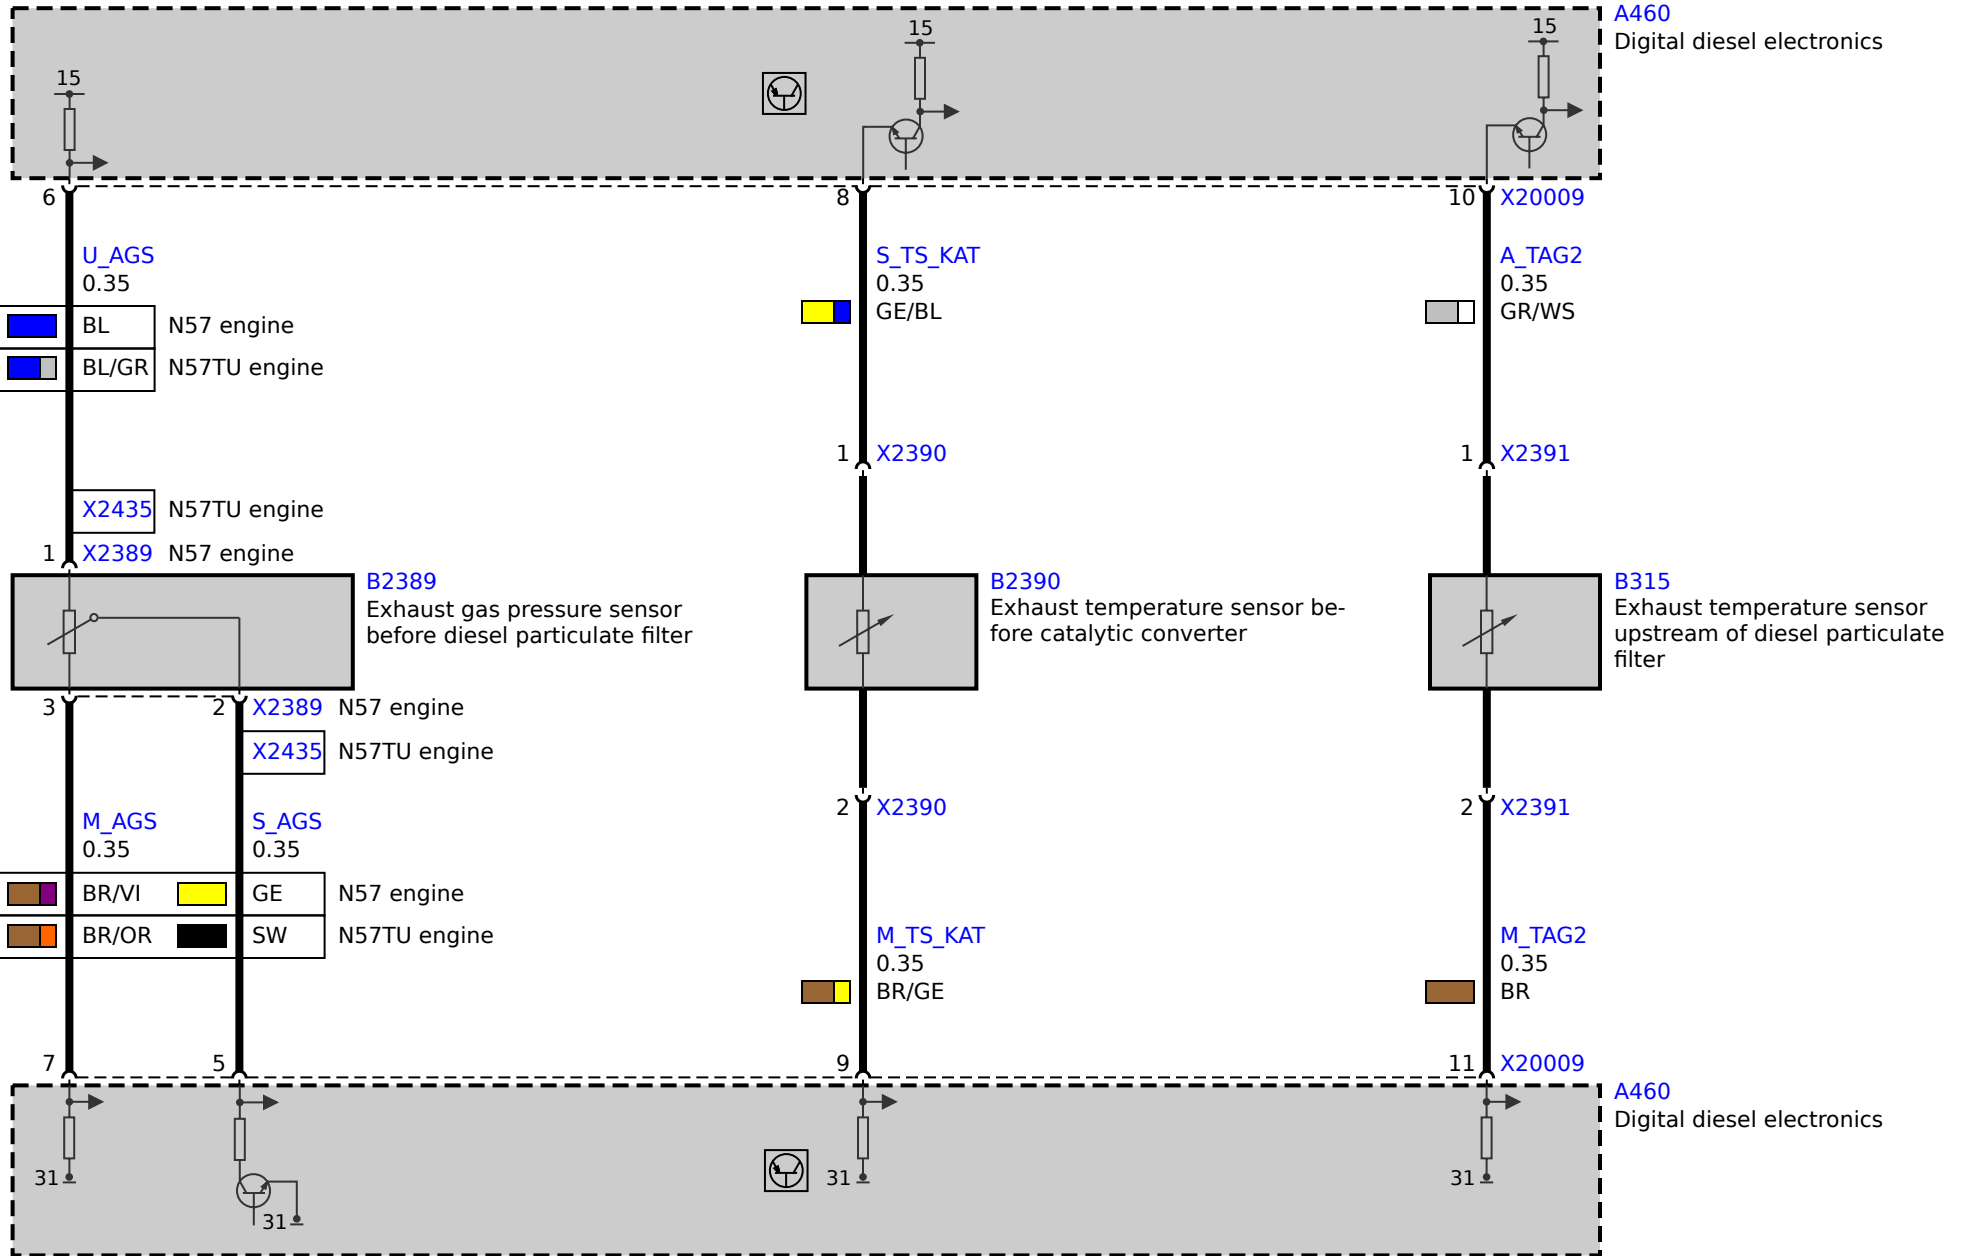 A460
Digital diesel electronics
15
15
15
6
8
10
X20009
U_AGS
0.35
BL
N57 engine
BL/GR
N57TU engine
S_TS_KAT
0.35
GE/BL
A_TAG2
0.35
GR/WS
1
X2390
1
X2391
X2435
N57TU engine
1
X2389
N57 engine
B2389
Exhaust gas pressure sensor
before diesel particulate filter
B2390
Exhaust temperature sensor be-
fore catalytic converter
B315
Exhaust temperature sensor
upstream of diesel particulate
filter
3
2
X2389
N57 engine
X2435
N57TU engine
2
X2390
2
X2391
M_AGS
0.35
S_AGS
0.35
BR/VI
GE
N57 engine
BR/OR
SW
N57TU engine
M_TS_KAT
0.35
BR/GE
M_TAG2
0.35
BR
7
5
9
11
X20009
A460
Digital diesel electronics
31
31
31
31